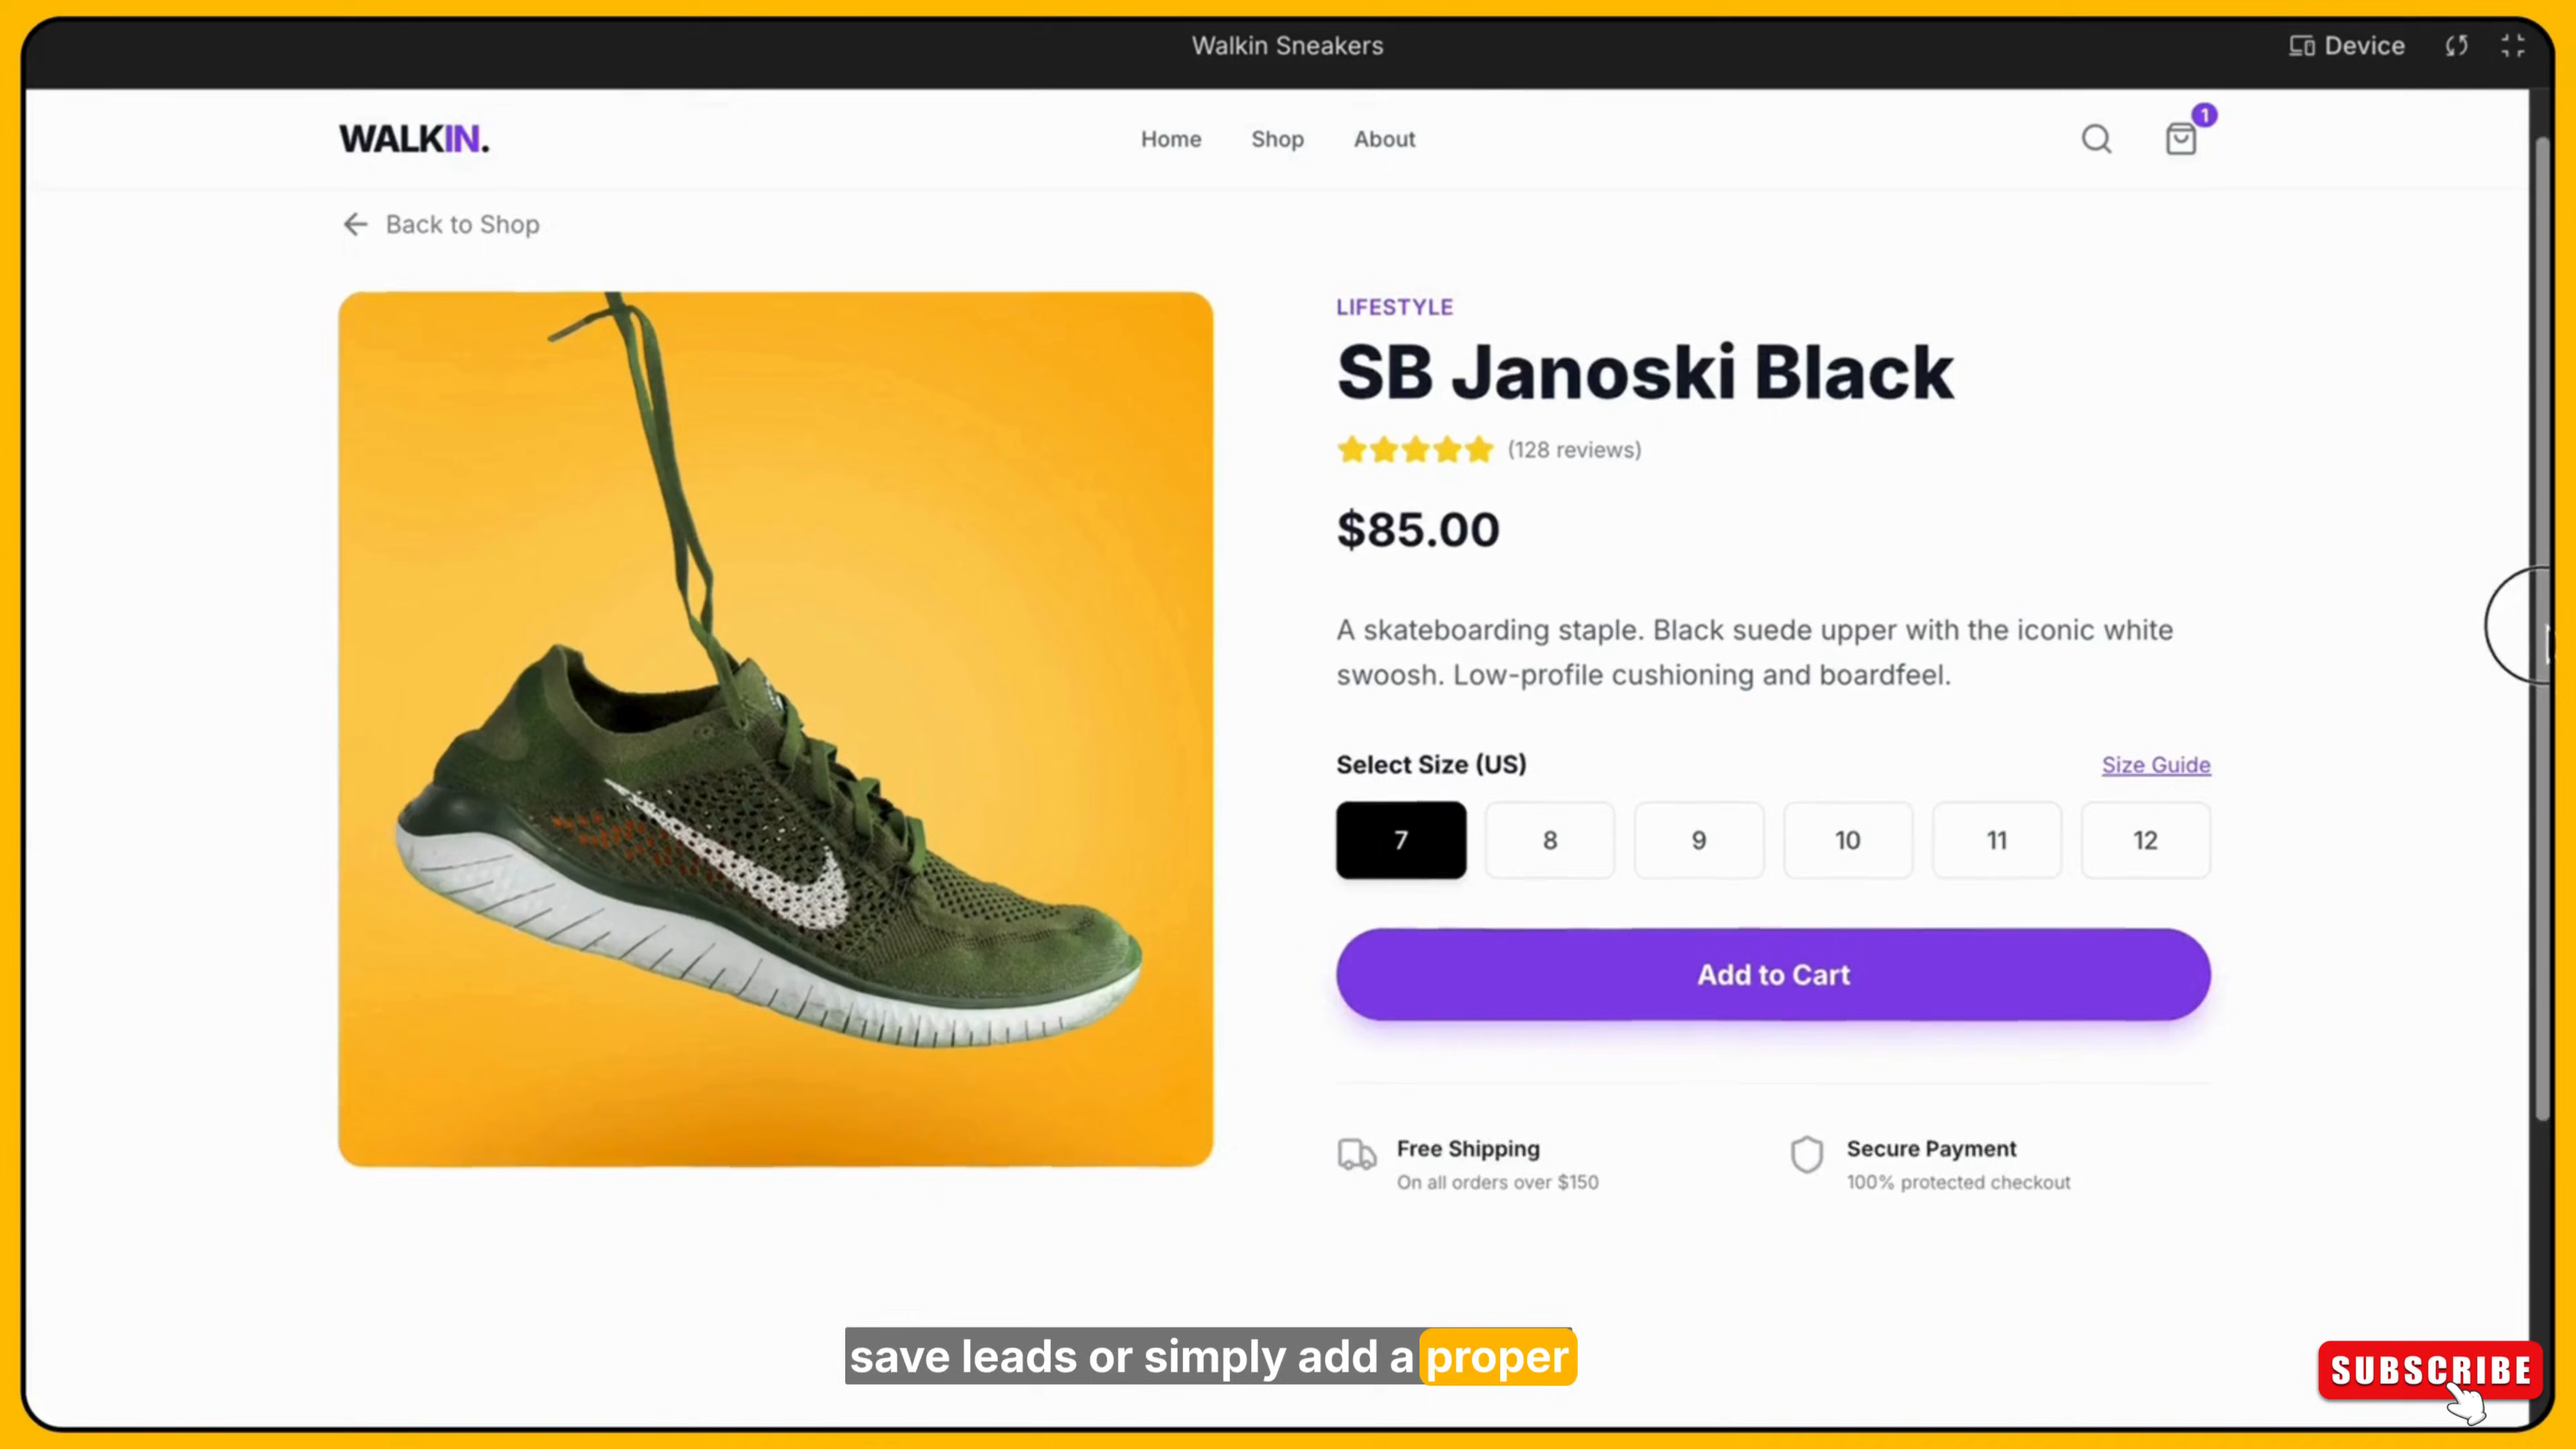 Walkin Sneakers
Device
WALKIN.
Home
Shop
About
1
Back to Shop
LIFESTYLE
SB Janoski Black
(128 reviews)
$85.00
A skateboarding staple. Black suede upper with the iconic white
swoosh. Low-profile cushioning and boardfeel.
Select Size (US)
Size Guide
7
8
9
10
11
12
Add to Cart
Free Shipping
On all orders over $150
Secure Payment
100% protected checkout
save leads or simply add a proper
SUBSCRIBE